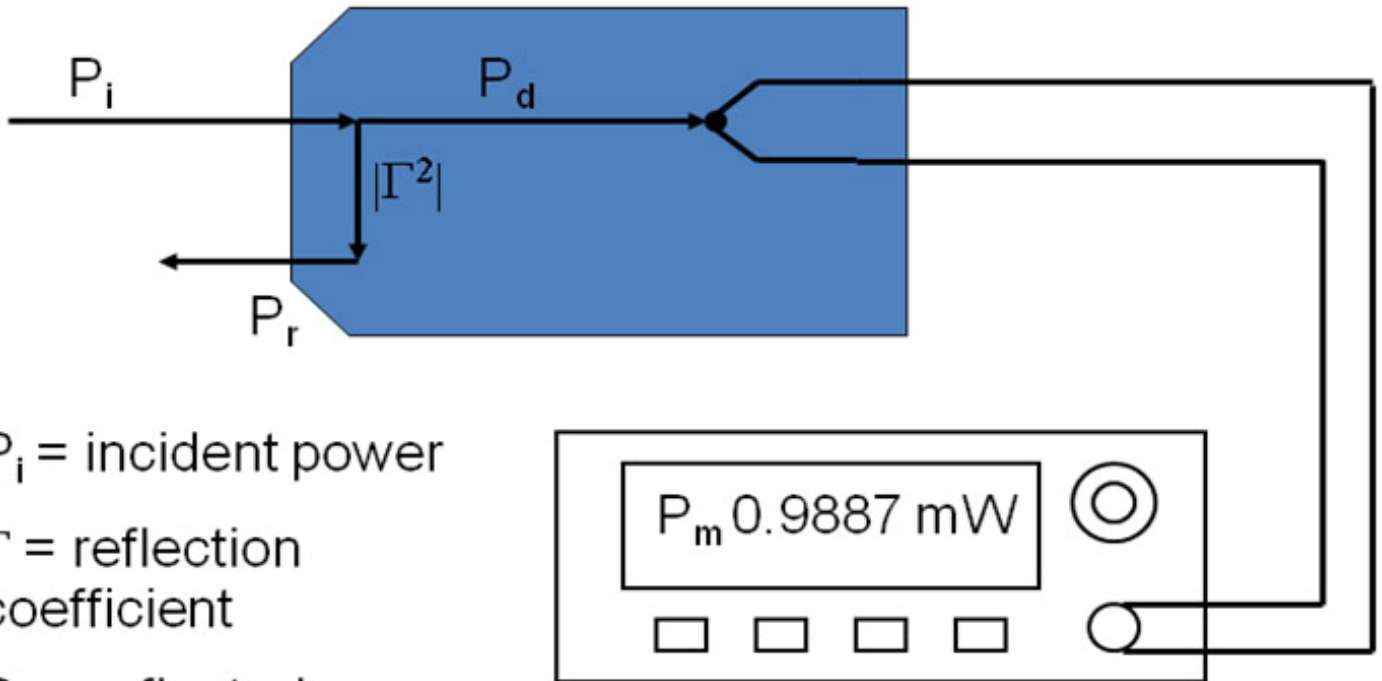 Pi
Pd
|Γ²|
Pr
Pi = incident power
= reflection
coefficient
Pm 0.9887 mW